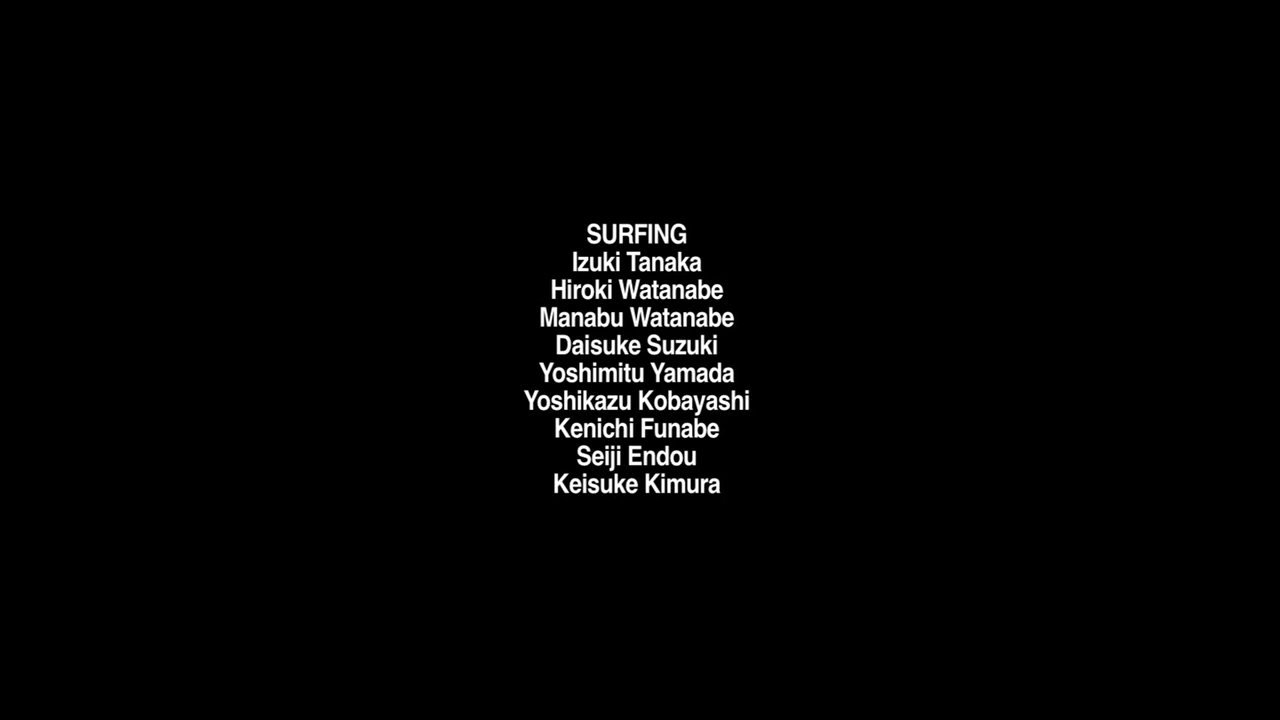 SURFING
Izuki Tanaka
Hiroki Watanabe
Manabu Watanabe
Daisuke Suzuki
Yoshimitu Yamada
Yoshikazu Kobayashi
Kenichi Funabe
Seiji Endou
Keisuke Kimura